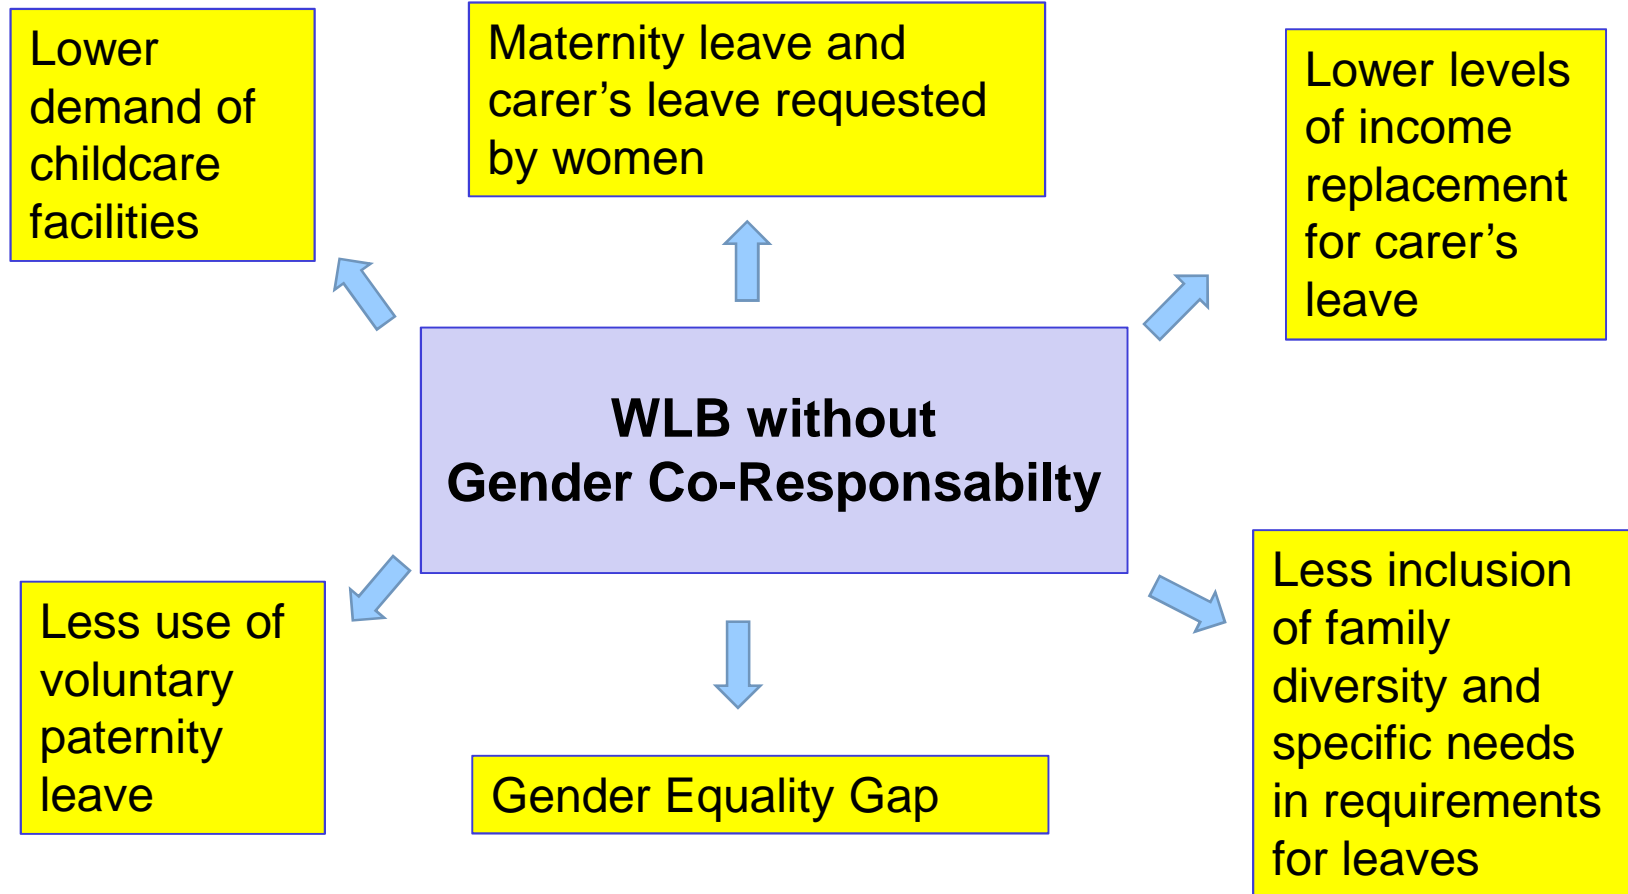 Lower
demand of
childcare
facilities
Maternity leave and
carer’s leave requested
by women
Lower levels
of income
replacement
for carer’s
leave
WLB without
Gender Co-Responsabilty
Less use of
voluntary
paternity
leave
Gender Equality Gap
Less inclusion
of family
diversity and
specific needs
in requirements
for leaves